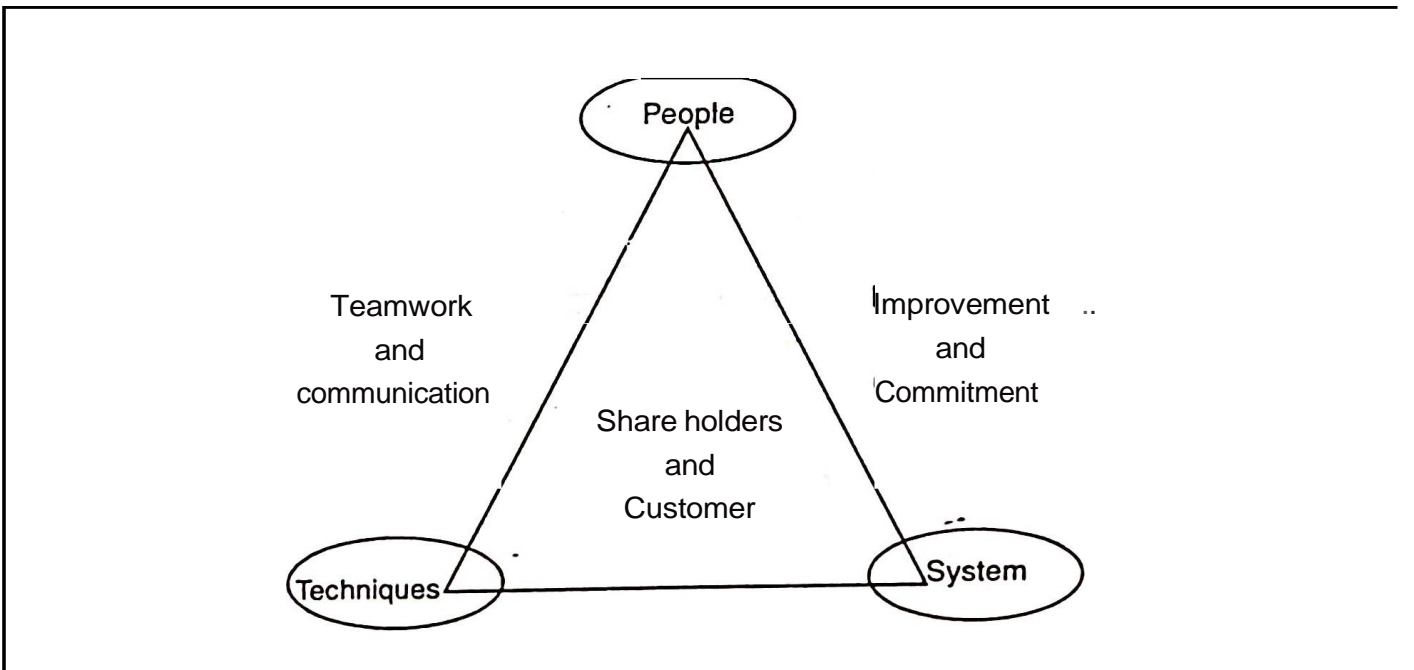 People
Teamwork
and
communication
Improvement
and
Commitment
Share holders
and
Customer
Techniques
System